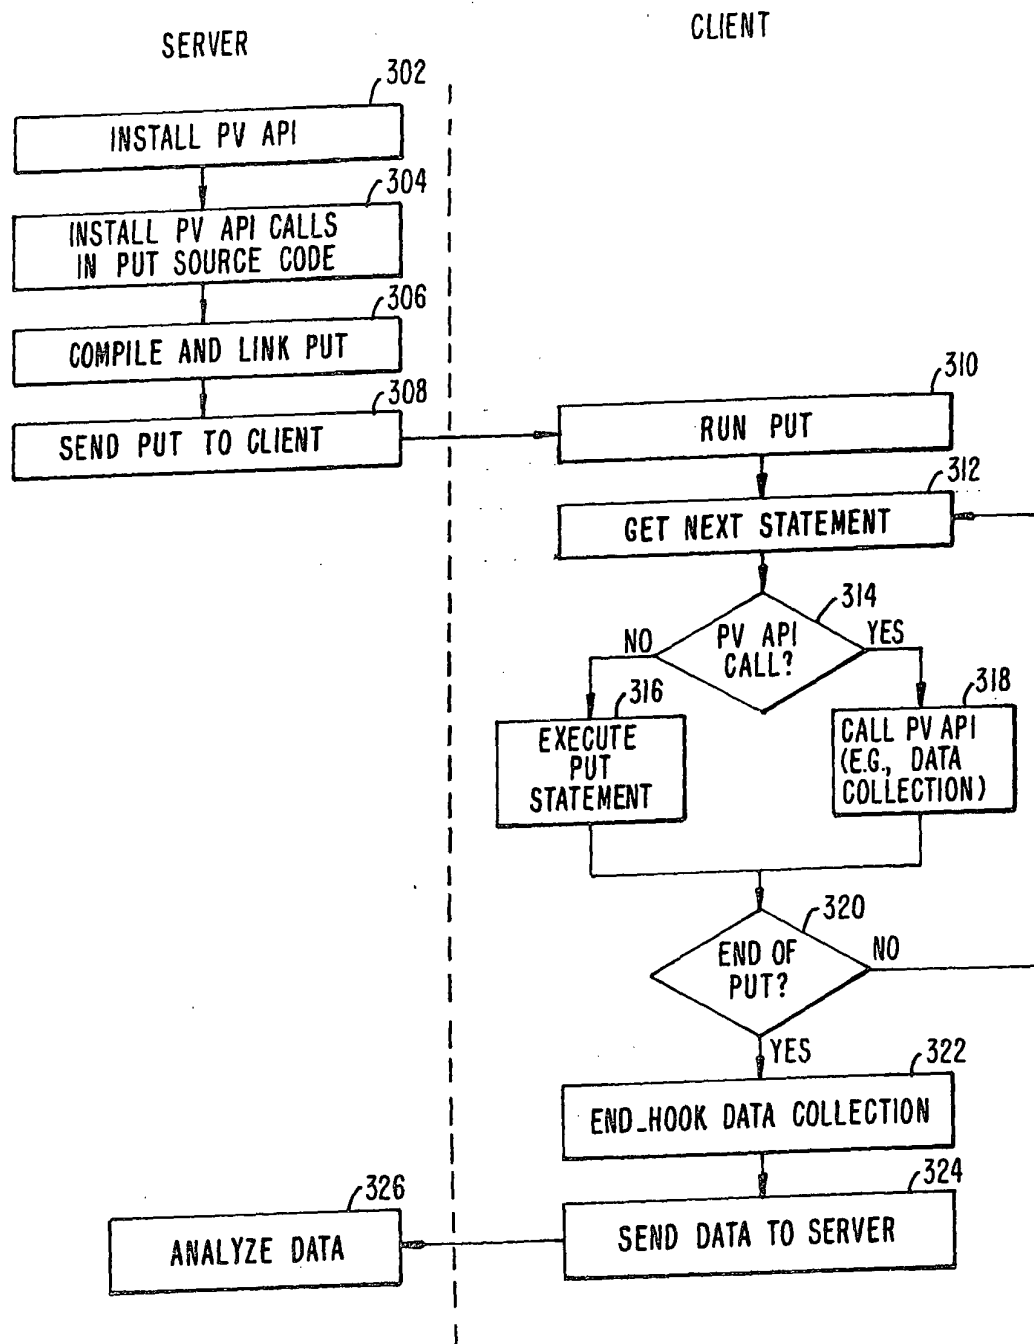 SERVER
CLIENT
302
INSTALL PV API
304
INSTALL PV API CALLS
IN PUT SOURCE CODE
306
COMPILE AND LINK PUT
308
SEND PUT TO CLIENT
310
RUN PUT
312
GET NEXT STATEMENT
314
PV API
CALL?
NO
YES
316
EXECUTE
PUT
STATEMENT
318
CALL PV API
(E.G., DATA
COLLECTION)
320
END OF
PUT?
NO
YES
322
END_HOOK DATA COLLECTION
324
SEND DATA TO SERVER
326
ANALYZE DATA